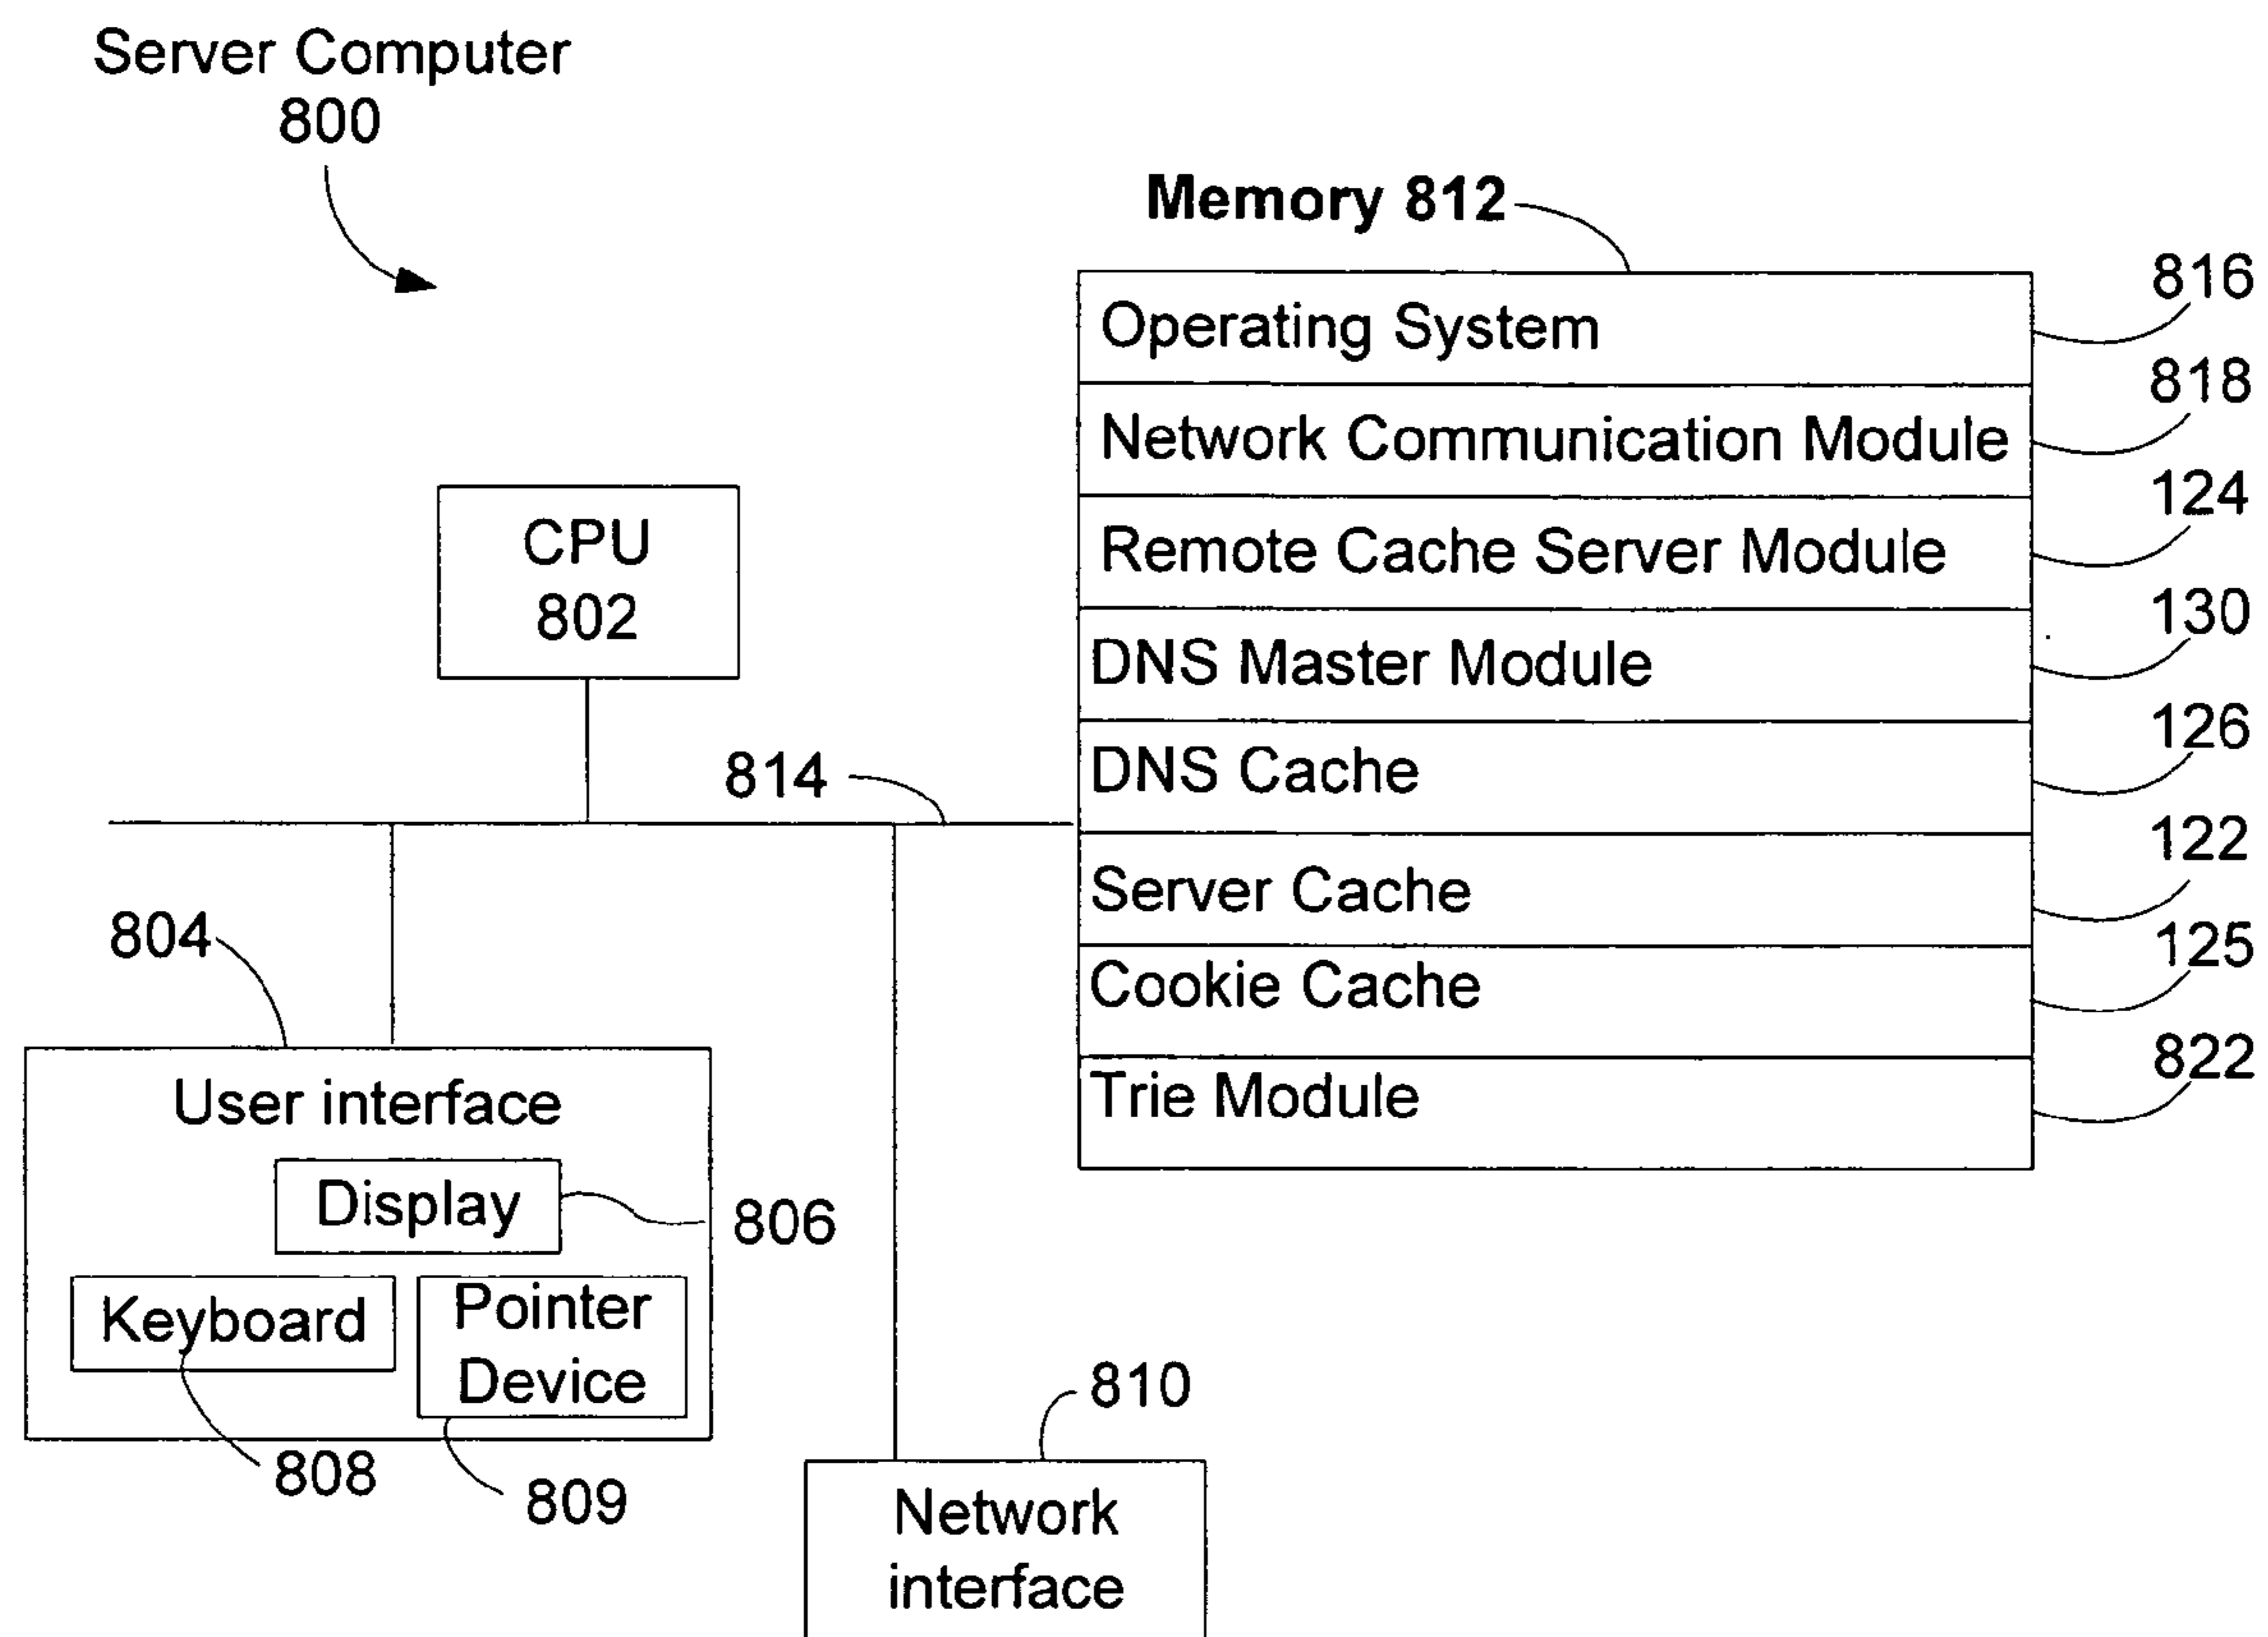 Server Computer
800
Memory 812
Operating System
816
Network Communication Module
818
Remote Cache Server Module
124
DNS Master Module
130
DNS Cache
126
Server Cache
122
Cookie Cache
125
Trie Module
822
CPU
802
814
804
User interface
Display
806
Keyboard
808
Pointer
Device
809
810
Network
interface